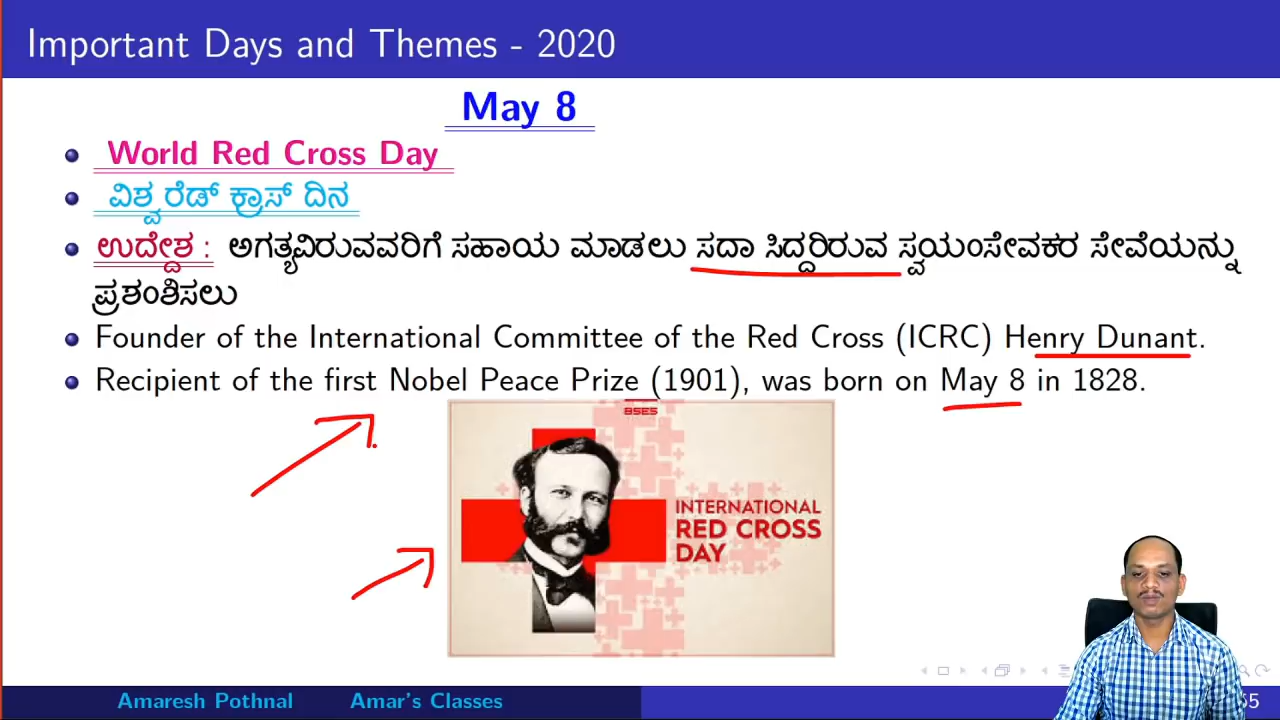 Important Days and Themes - 2020
May 8
World Red Cross Day
ವಿಶ್ವ ರೆಡ್ ಕ್ರಾಸ್ ದಿನ
ಉದ್ದೇಶ : ಅಗತ್ಯವಿರುವವರಿಗೆ ಸಹಾಯ ಮಾಡಲು ಸದಾ ಸಿದ್ದರಿರುವ ಸ್ವಯಂಸೇವಕರ ಸೇವೆಯನ್ನು
ಪ್ರಶಂಶಿಸಲು
Founder of the International Committee of the Red Cross (ICRC) Henry Dunant.
Recipient of the first Nobel Peace Prize (1901), was born on May 8 in 1828.
BSES
INTERNATIONAL
RED CROSS
DAY
Amaresh Pothnal Amar's Classes